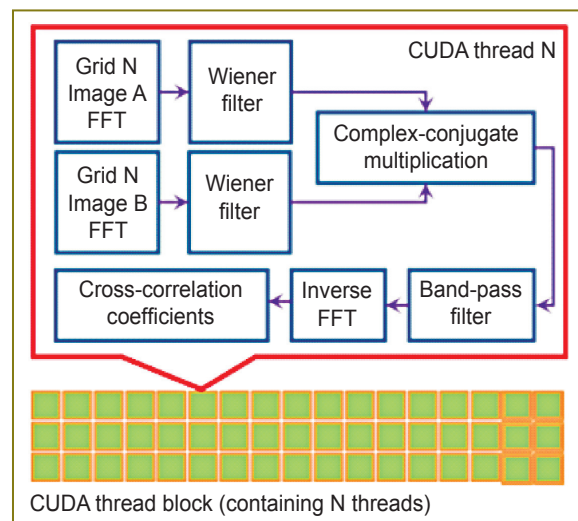 CUDA thread N
Grid N
Image A
FFT
Wiener
filter
Complex-conjugate
multiplication
Grid N
Image B
FFT
Wiener
filter
Cross-correlation
coefficients
Inverse
FFT
Band-pass
filter
CUDA thread block (containing N threads)